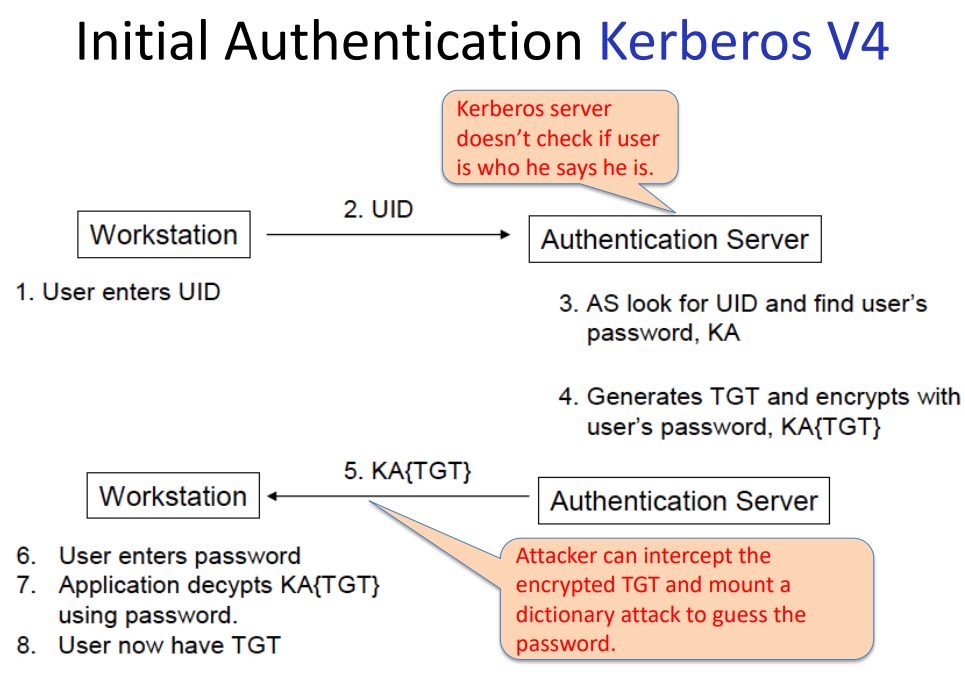 Initial Authentication Kerberos V4
Kerberos server
doesn’t check if user
is who he says he is.
2. UID
Workstation
Authentication Server
1. User enters UID
3. AS look for UID and find user’s
password, KA
4. Generates TGT and encrypts with
user’s password, KA{TGT}
5. KA{TGT}
Workstation
Authentication Server
6. User enters password
7. Application decypts KA{TGT}
using password.
8. User now have TGT
Attacker can intercept the
encrypted TGT and mount a
dictionary attack to guess the
password.